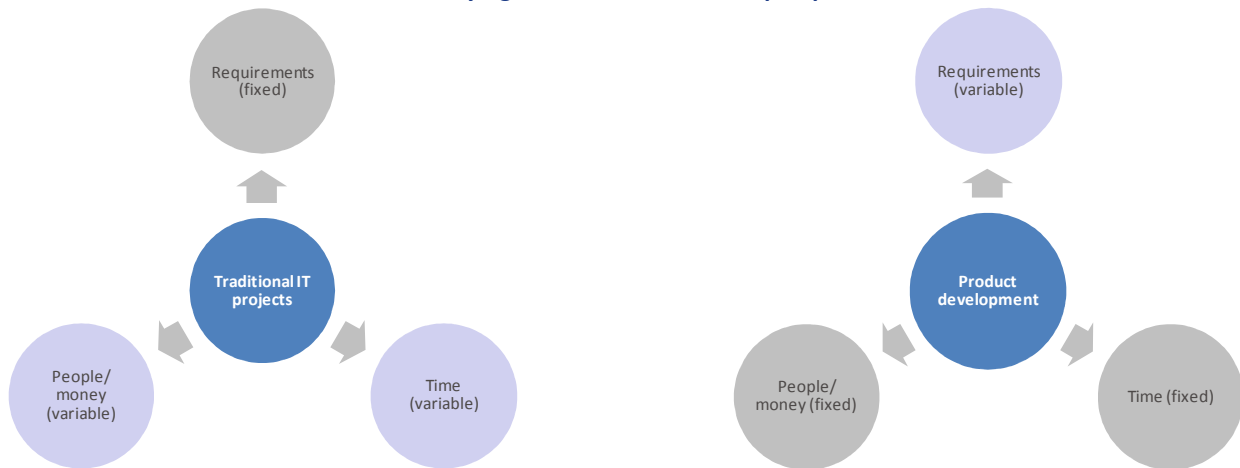 Requirements
(fixed)
Traditional IT
projects
People/
money
(variable)
Time
(variable)
Requirements
(variable)
Product
development
People/
money (fixed)
Time (fixed)